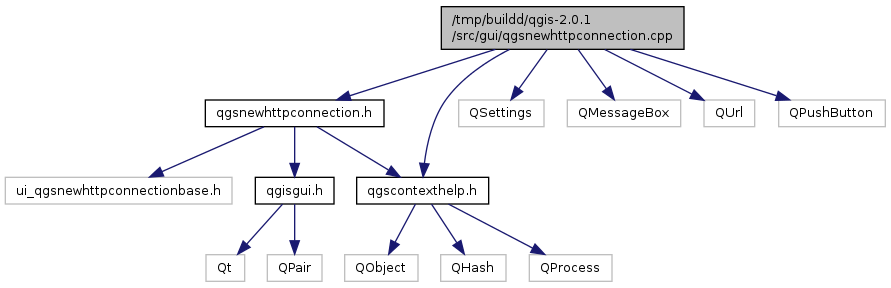 /tmp/buildd/qgis-2.0.1
/src/gui/qgsnewhttpconnection.cpp
qgsnewhttpconnection.h
QSettings
QMessageBox
QUrl
QPushButton
ui_qgsnewhttpconnectionbase.h
qgisgui.h
qgscontexthelp.h
Qt
QPair
QObject
QHash
QProcess